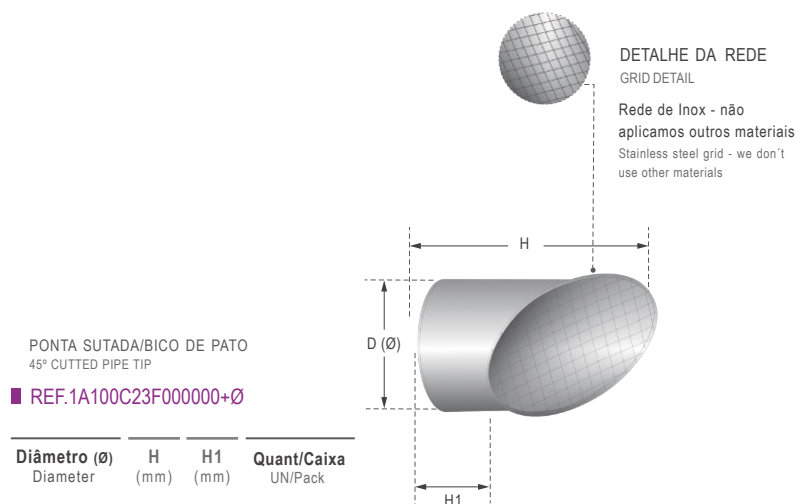 DETALHE DA REDE
GRID DETAIL
Rede de Inox - não
aplicamos outros materiais
Stainless steel grid - we don´t
use other materials
H
D (Ø)
H1
PONTA SUTADA/BICO DE PATO
45º CUTTED PIPE TIP
REF.1A100C23F000000+Ø
Diâmetro (Ø) H H1 Quant/Caixa
Diameter (mm) (mm) UN/Pack